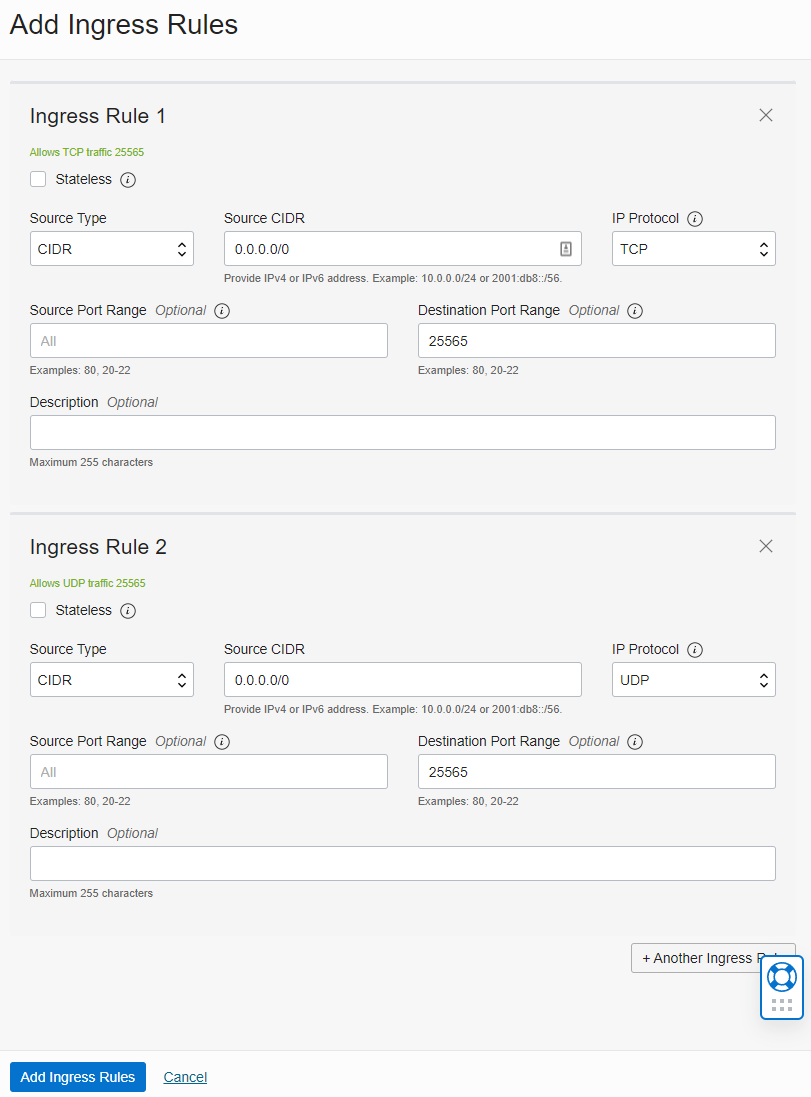 Add Ingress Rules
Ingress Rule 1
Allows TCP traffic 25565
Stateless
Source Type
Source CIDR
IP Protocol
CIDR
0.0.0.0/0
TCP
Provide IPv4 or IPv6 address. Example: 10.0.0.0/24 or 2001:db8::/56.
Source Port Range Optional
Destination Port Range Optional
All
25565
Examples: 80, 20-22
Examples: 80, 20-22
Description Optional
Maximum 255 characters
Ingress Rule 2
Allows UDP traffic 25565
Stateless
Source Type
Source CIDR
IP Protocol
CIDR
0.0.0.0/0
UDP
Provide IPv4 or IPv6 address. Example: 10.0.0.0/24 or 2001:db8::/56.
Source Port Range Optional
Destination Port Range Optional
All
25565
Examples: 80, 20-22
Examples: 80, 20-22
Description Optional
Maximum 255 characters
+ Another Ingress
Add Ingress Rules
Cancel